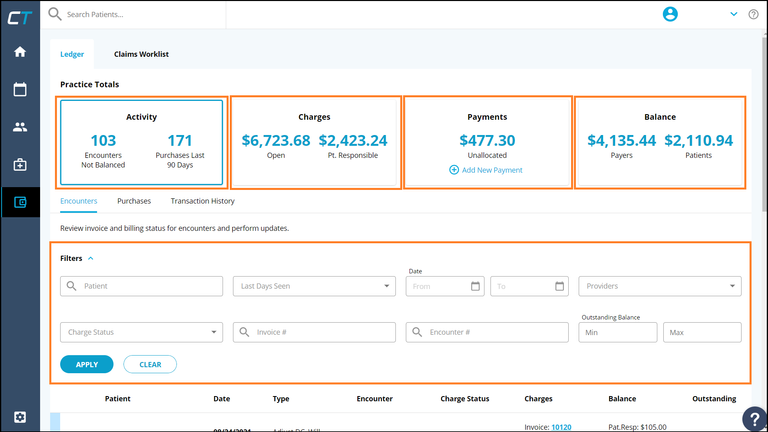 CT
Search Patients...
?
Ledger
Claims Worklist
Practice Totals
Activity
103
171
Encounters
Not Balanced
Purchases Last
90 Days
Charges
$6,723.68
$2,423.24
Open
Pt. Responsible
Payments
$477.30
Unallocated
Add New Payment
Balance
$4,135.44
$2,110.94
Payers
Patients
Encounters
Purchases
Transaction History
Review invoice and billing status for encounters and perform updates.
Filters
Patient
Last Days Seen
Date
From
To
Providers
Charge Status
Invoice #
Encounter #
Outstanding Balance
Min
Max
APPLY
CLEAR
Patient
Date
Type
Encounter
Charge Status
Charges
Balance
Outstanding
Invoice: 10120
Pat.Resp: $105.00
?